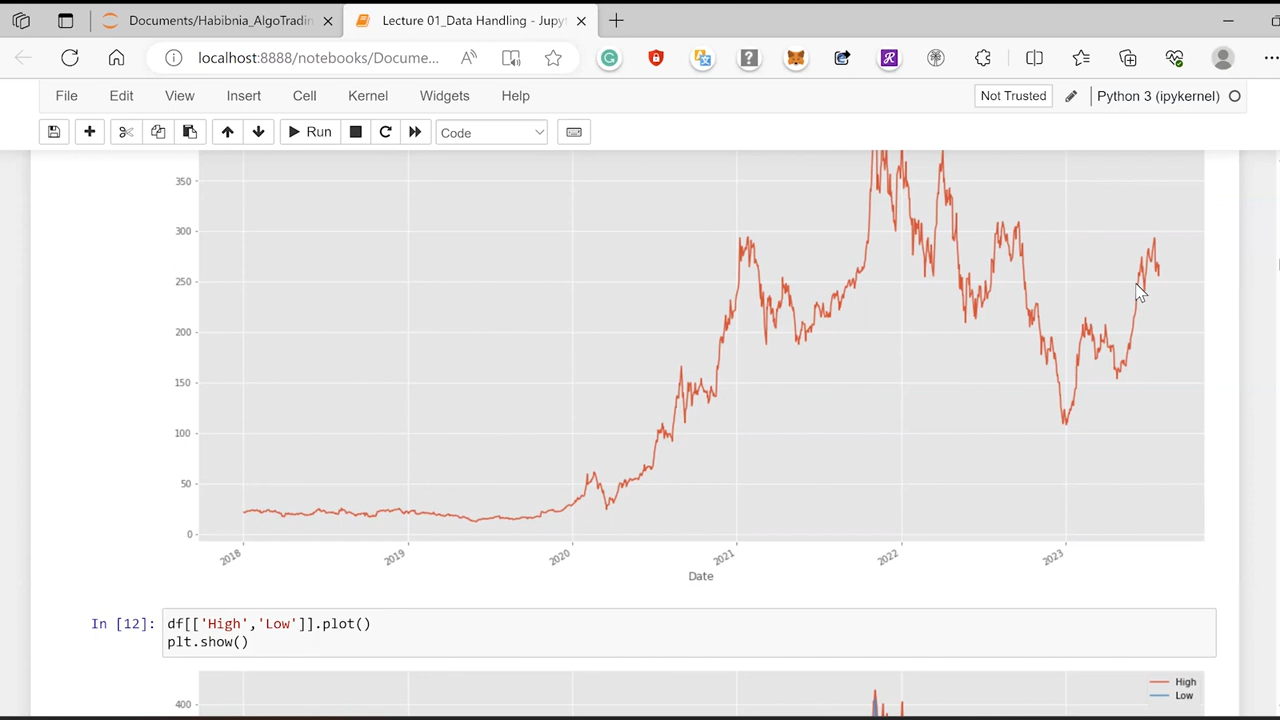 Documents/Habibnia_AlgoTradin
Lecture 01_Data Handling - Jupyt
localhost:8888/notebooks/Docume...
File Edit View Insert Cell Kernel Widgets Help
Not Trusted
Python 3 (ipykernel)
Run
Code
350
300
250
200
150
100
50
0
2018 2019 2020 2021 2022 2023
Date
In [12]: df[['High','Low']].plot()
plt.show()
High
Low
400